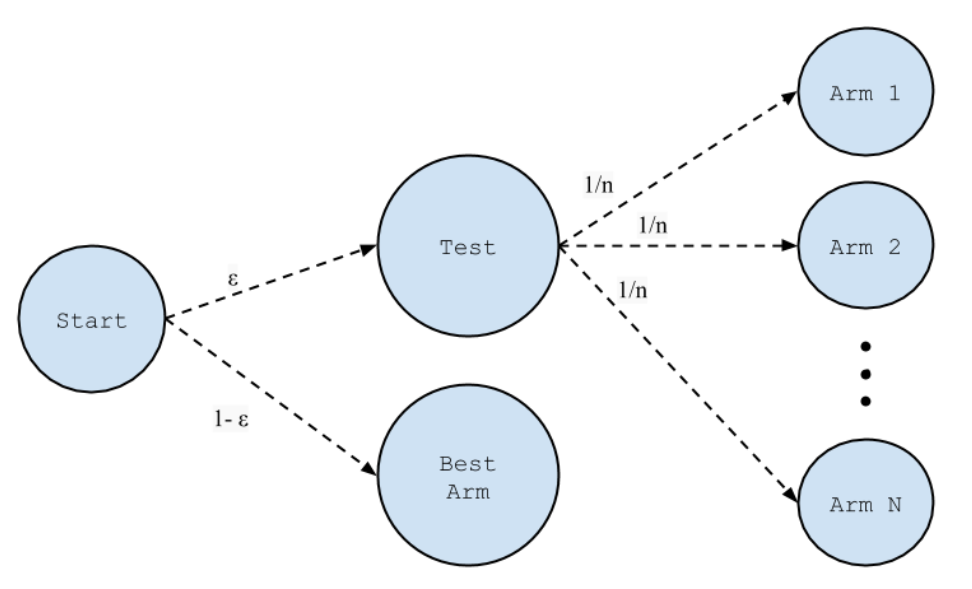 Start
ε
1- ε
Test
Best
Arm
1/n
1/n
1/n
Arm 1
Arm 2
Arm N